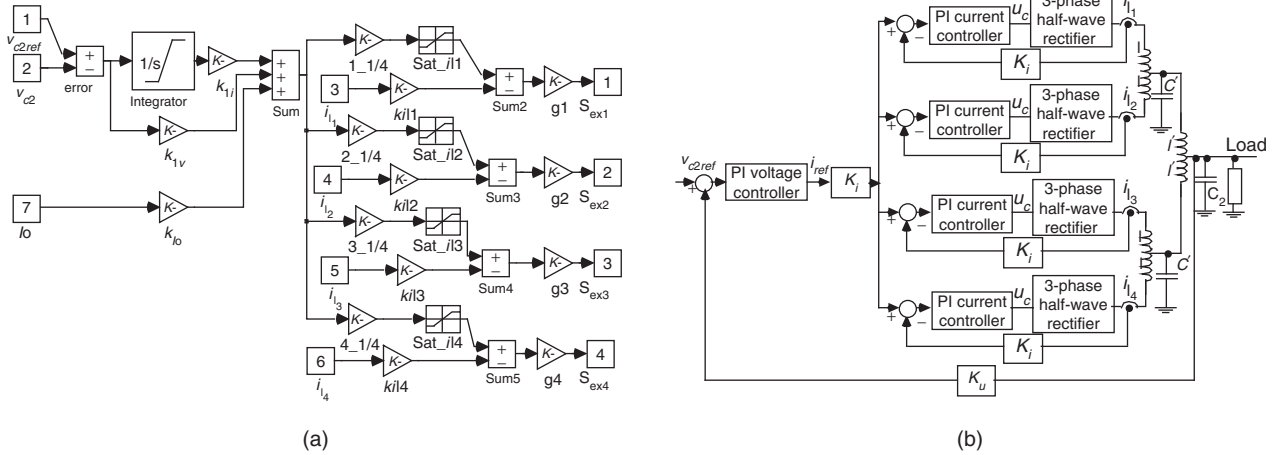 1
v_c2ref
2
v_c2
+
−
error
1/s
Integrator
K-
k_1i
K-
k_1v
7
Io
K-
k_Io
+
+
+
Sum
K-
1_1/4
Sat_il1
3
i_l1
K-
kil1
+
−
Sum2
K-
g1
1
S_ex1
K-
2_1/4
Sat_il2
4
i_l2
K-
kil2
+
−
Sum3
K-
g2
2
S_ex2
K-
3_1/4
Sat_il3
5
i_l3
K-
kil3
+
−
Sum4
K-
g3
3
S_ex3
K-
4_1/4
Sat_il4
6
i_l4
K-
kil4
+
−
Sum5
K-
g4
4
S_ex4
(a)
v_c2ref
+
−
PI voltage
controller
i_ref
K_i
+
−
PI current
controller
u_c
3-phase
half-wave
rectifier
i_l1
K_i
+
−
PI current
controller
u_c
3-phase
half-wave
rectifier
i_l2
K_i
+
−
PI current
controller
u_c
3-phase
half-wave
rectifier
i_l3
K_i
+
−
PI current
controller
u_c
3-phase
half-wave
rectifier
i_l4
K_i
l
l
C′
l
l
C′
l′
l′
C_2
Load
K_u
(b)